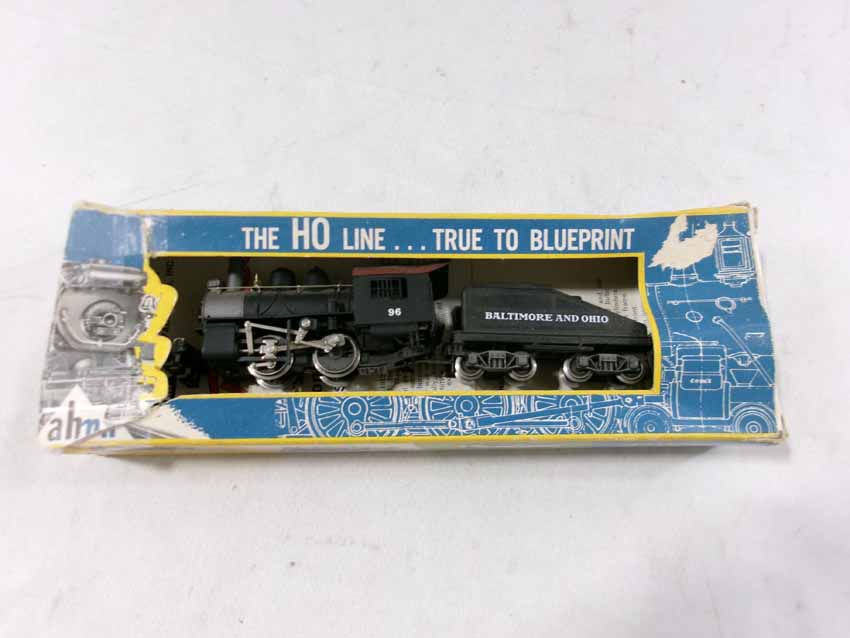 THE HO LINE...TRUE TO BLUEPRINT
96
BALTIMORE AND OHIO
ahm